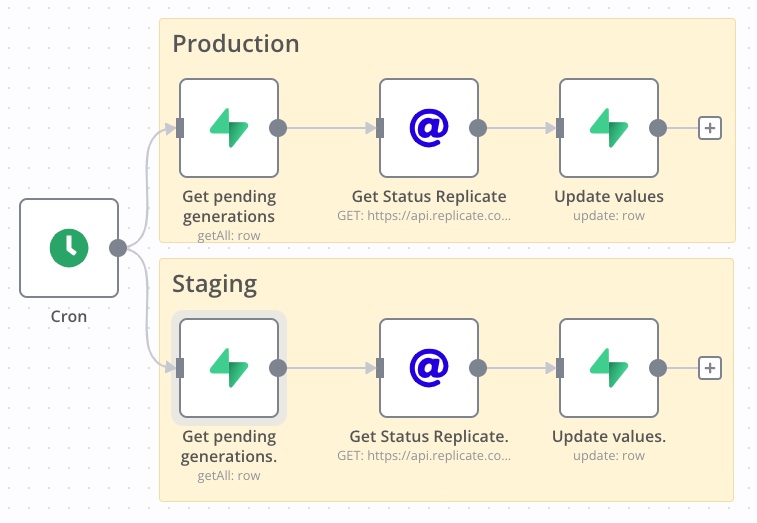 Production
Get pending
generations
getAll: row
Get Status Replicate
GET: https://api.replicate.co...
Update values
update: row
Cron
Staging
Get pending
generations.
getAll: row
Get Status Replicate.
GET: https://api.replicate.co...
Update values.
update: row